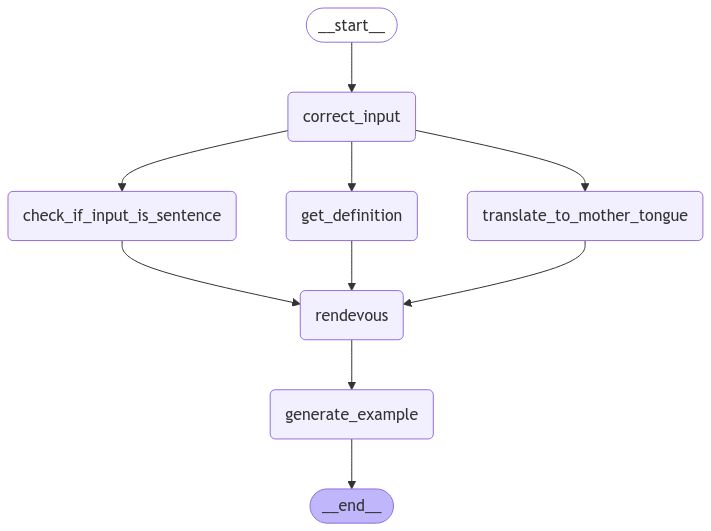 __start__
correct_input
check_if_input_is_sentence
get_definition
translate_to_mother_tongue
rendevous
generate_example
__end__